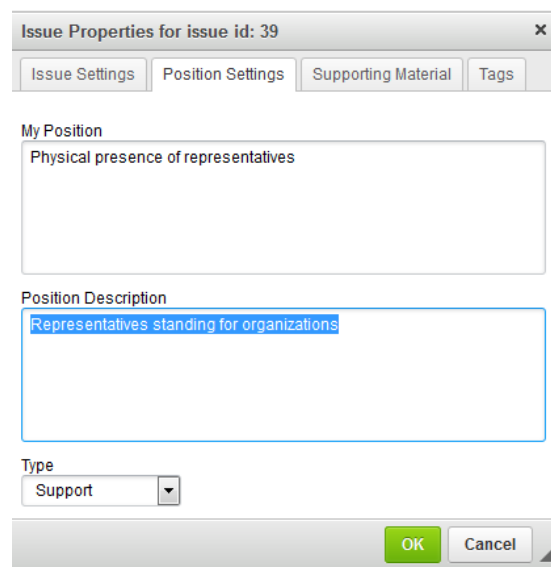 Issue Properties for issue id: 39
Issue Settings Position Settings Supporting Material Tags
My Position
Physical presence of representatives
Position Description
Representatives standing for organizations
Type
Support
OK Cancel